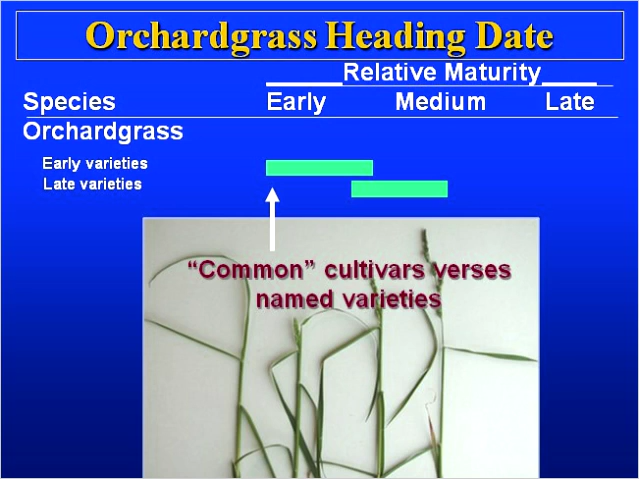 Orchardgrass Heading Date
Relative Maturity
Species Early Medium Late
Orchardgrass
Early varieties
Late varieties
“Common” cultivars verses
named varieties